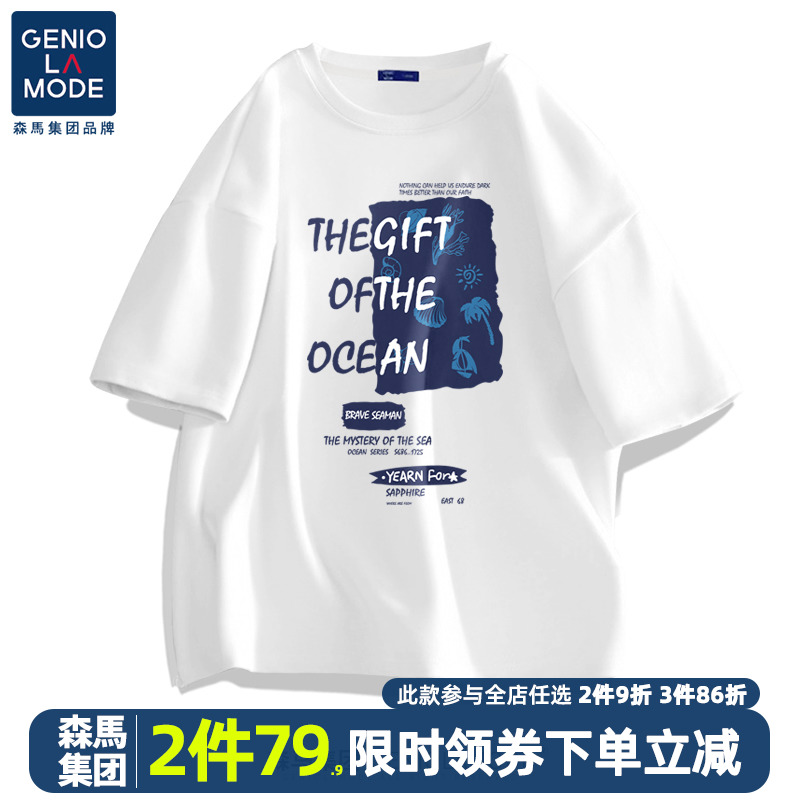 GENIO
LA
MODE
森馬集团品牌
GENIO
NOTHING CAN HELP US ENDURE DARK
TIMES BETTER THAN OUR FAITH
THEGIFT
OFTHE
OCEAN
BRAVE SEAMAN
THE MYSTERY OF THE SEA
OCEAN SERIES 5686...1725
·YEARN For★
SAPPHIRE
EAST 68
此款参与全店任选 2件9折 3件86折
森馬
集团
2件79.9
限时领券下单立减